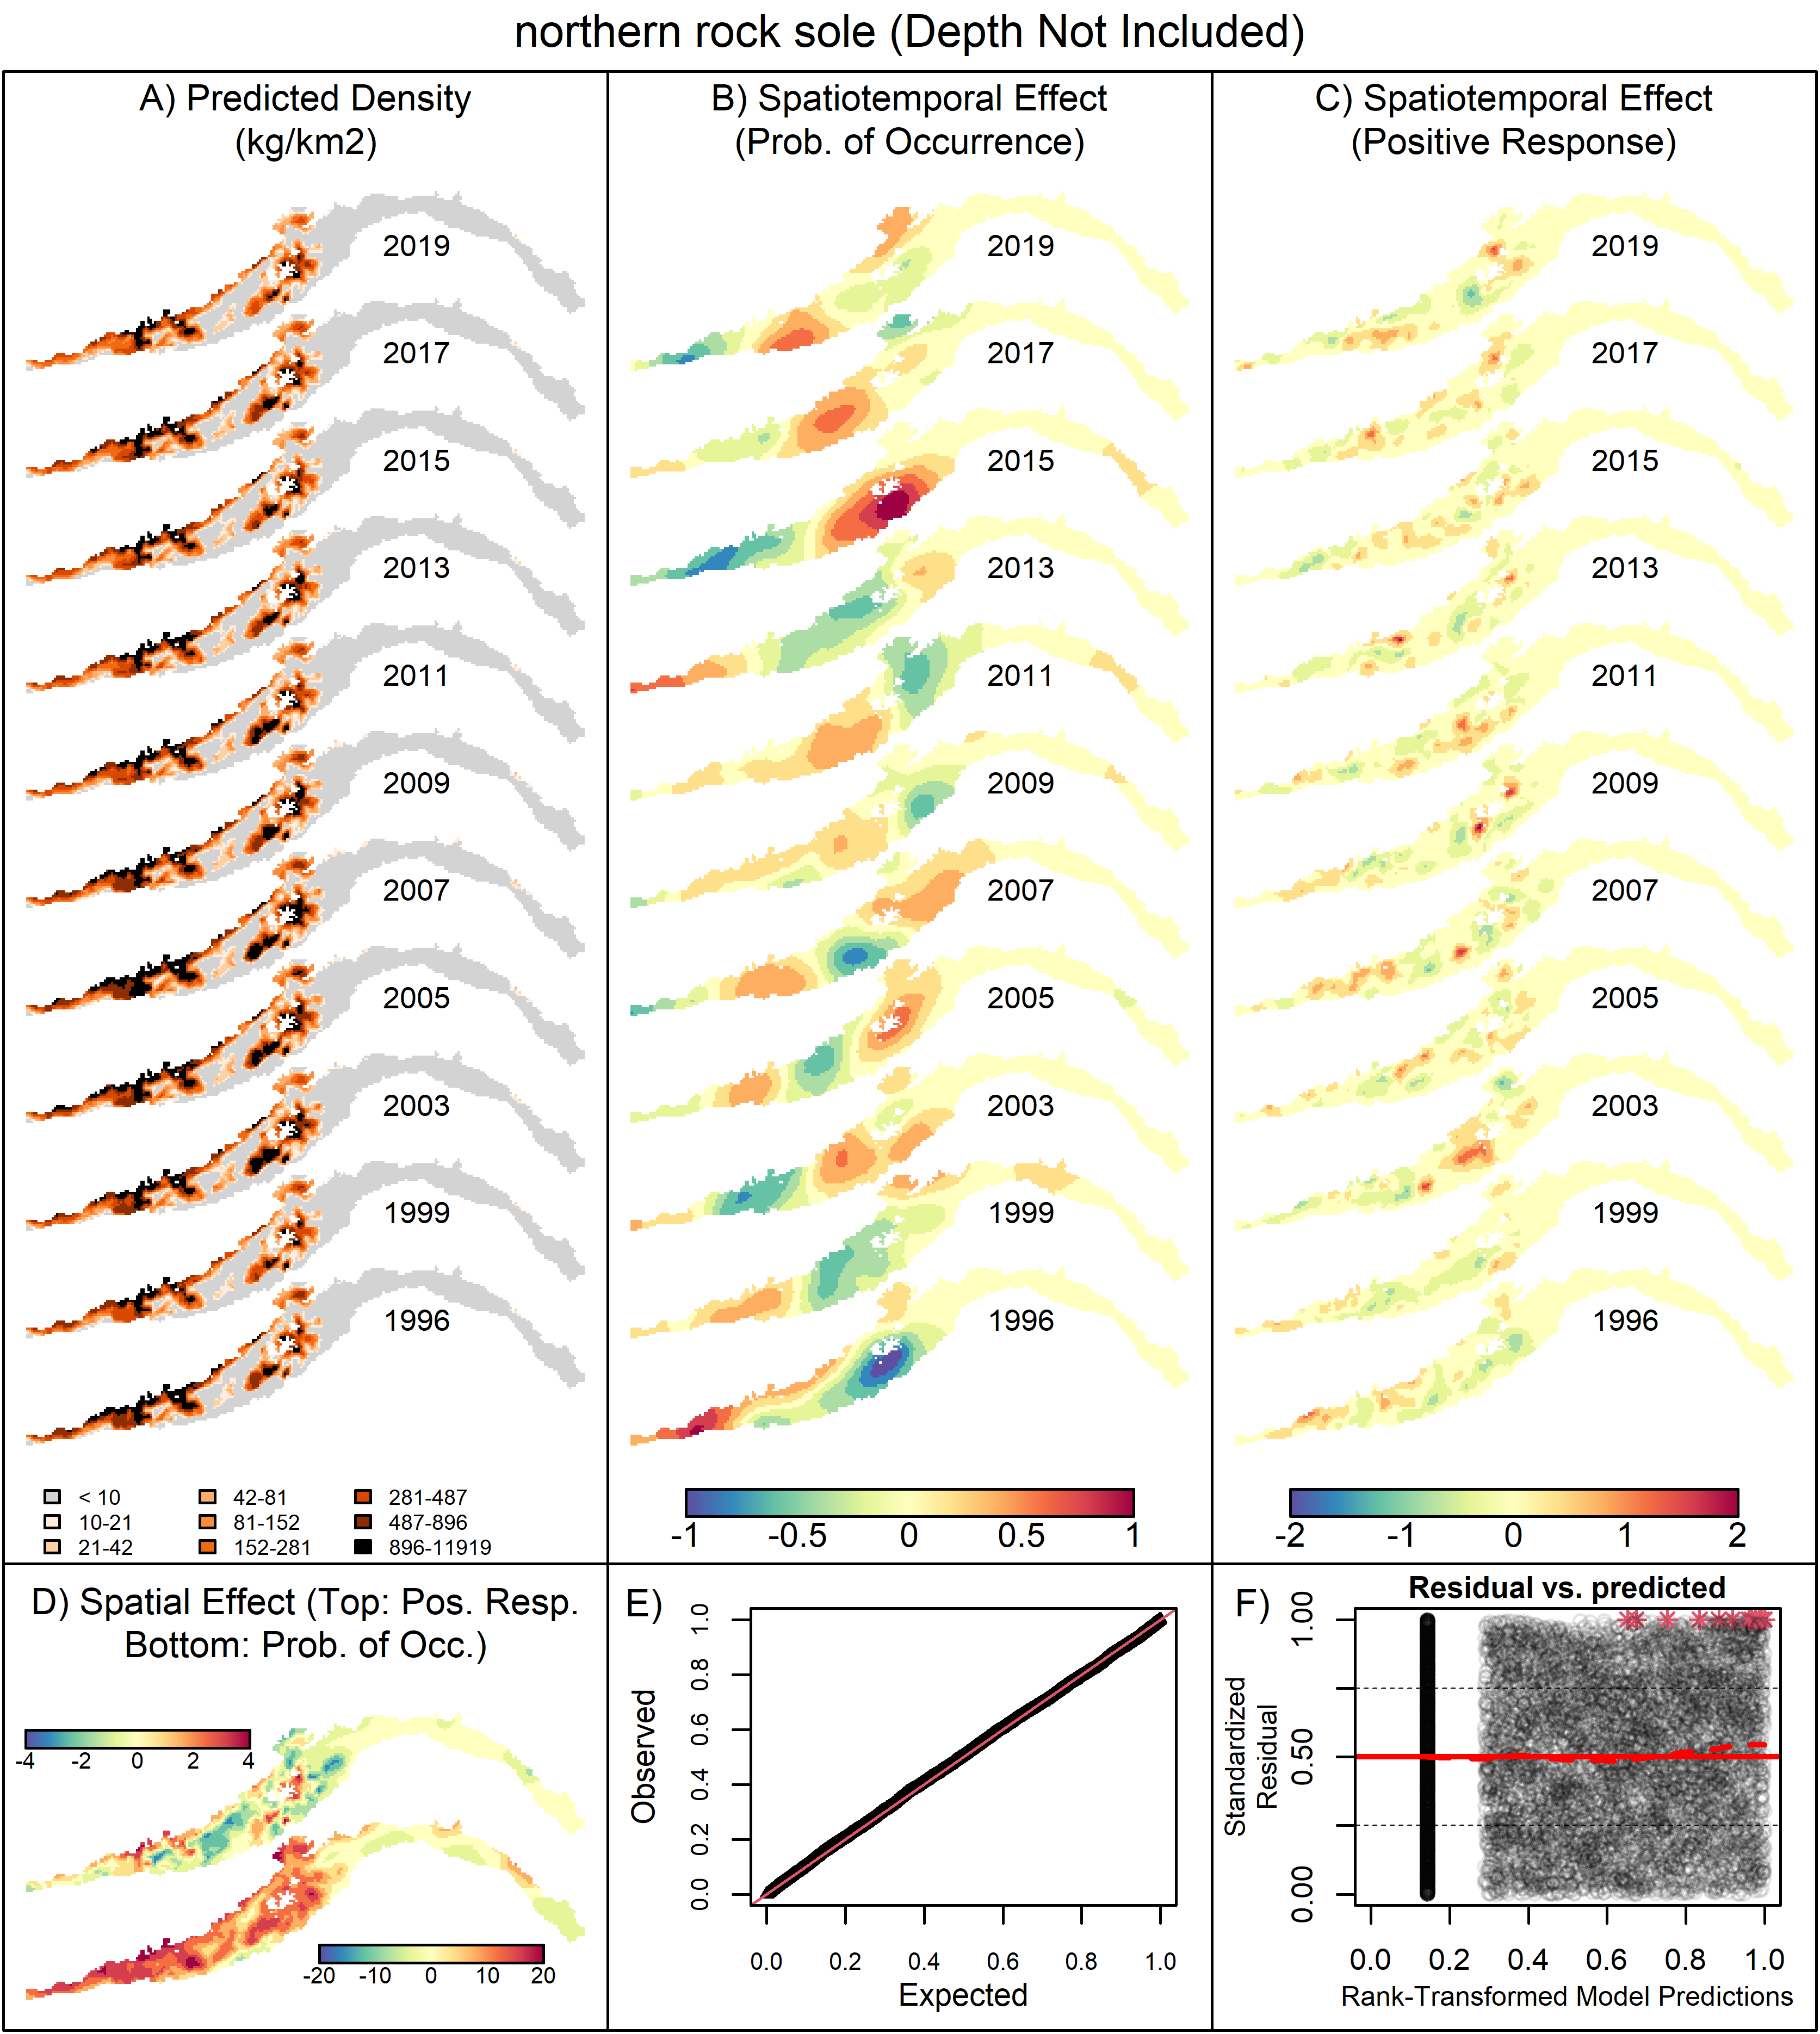 northern rock sole (Depth Not Included)
A) Predicted Density
(kg/km2)
2019
2017
2015
2013
2011
2009
2007
2005
2003
1999
1996
< 10
10-21
21-42
42-81
81-152
152-281
281-487
487-896
896-11919
B) Spatiotemporal Effect
(Prob. of Occurrence)
2019
2017
2015
2013
2011
2009
2007
2005
2003
1999
1996
-1 -0.5 0 0.5 1
C) Spatiotemporal Effect
(Positive Response)
2019
2017
2015
2013
2011
2009
2007
2005
2003
1999
1996
-2 -1 0 1 2
D) Spatial Effect (Top: Pos. Resp.
Bottom: Prob. of Occ.)
-4 -2 0 2 4
-20 -10 0 10 20
E)
Observed
0.0 0.2 0.4 0.6 0.8 1.0
0.0 0.2 0.4 0.6 0.8 1.0
Expected
F)
Residual vs. predicted
Standardized
Residual
0.00 0.50 1.00
0.0 0.2 0.4 0.6 0.8 1.0
Rank-Transformed Model Predictions